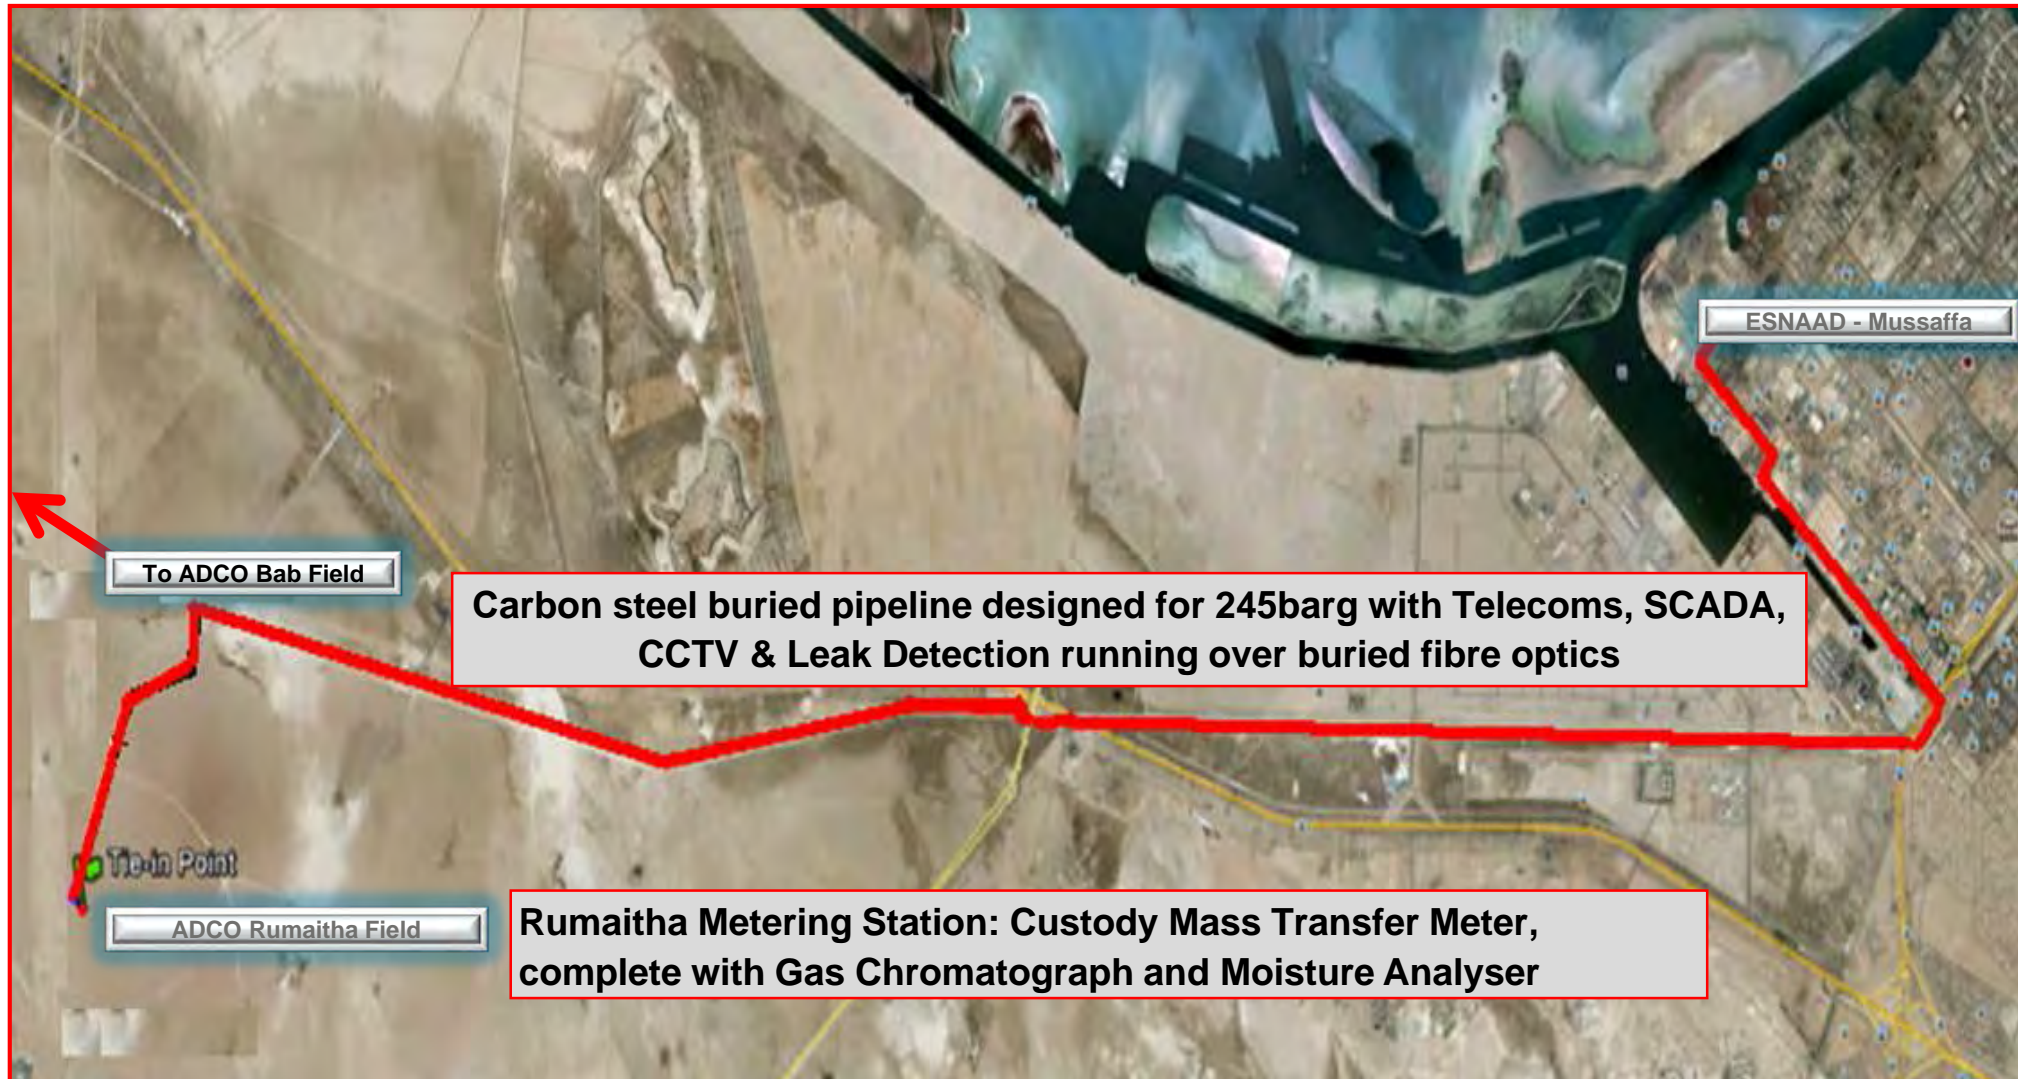 ESNAAD - Mussaffa
To ADCO Bab Field
Carbon steel buried pipeline designed for 245barg with Telecoms, SCADA,
CCTV & Leak Detection running over buried fibre optics
Tie-in Point
ADCO Rumaitha Field
Rumaitha Metering Station: Custody Mass Transfer Meter,
complete with Gas Chromatograph and Moisture Analyser